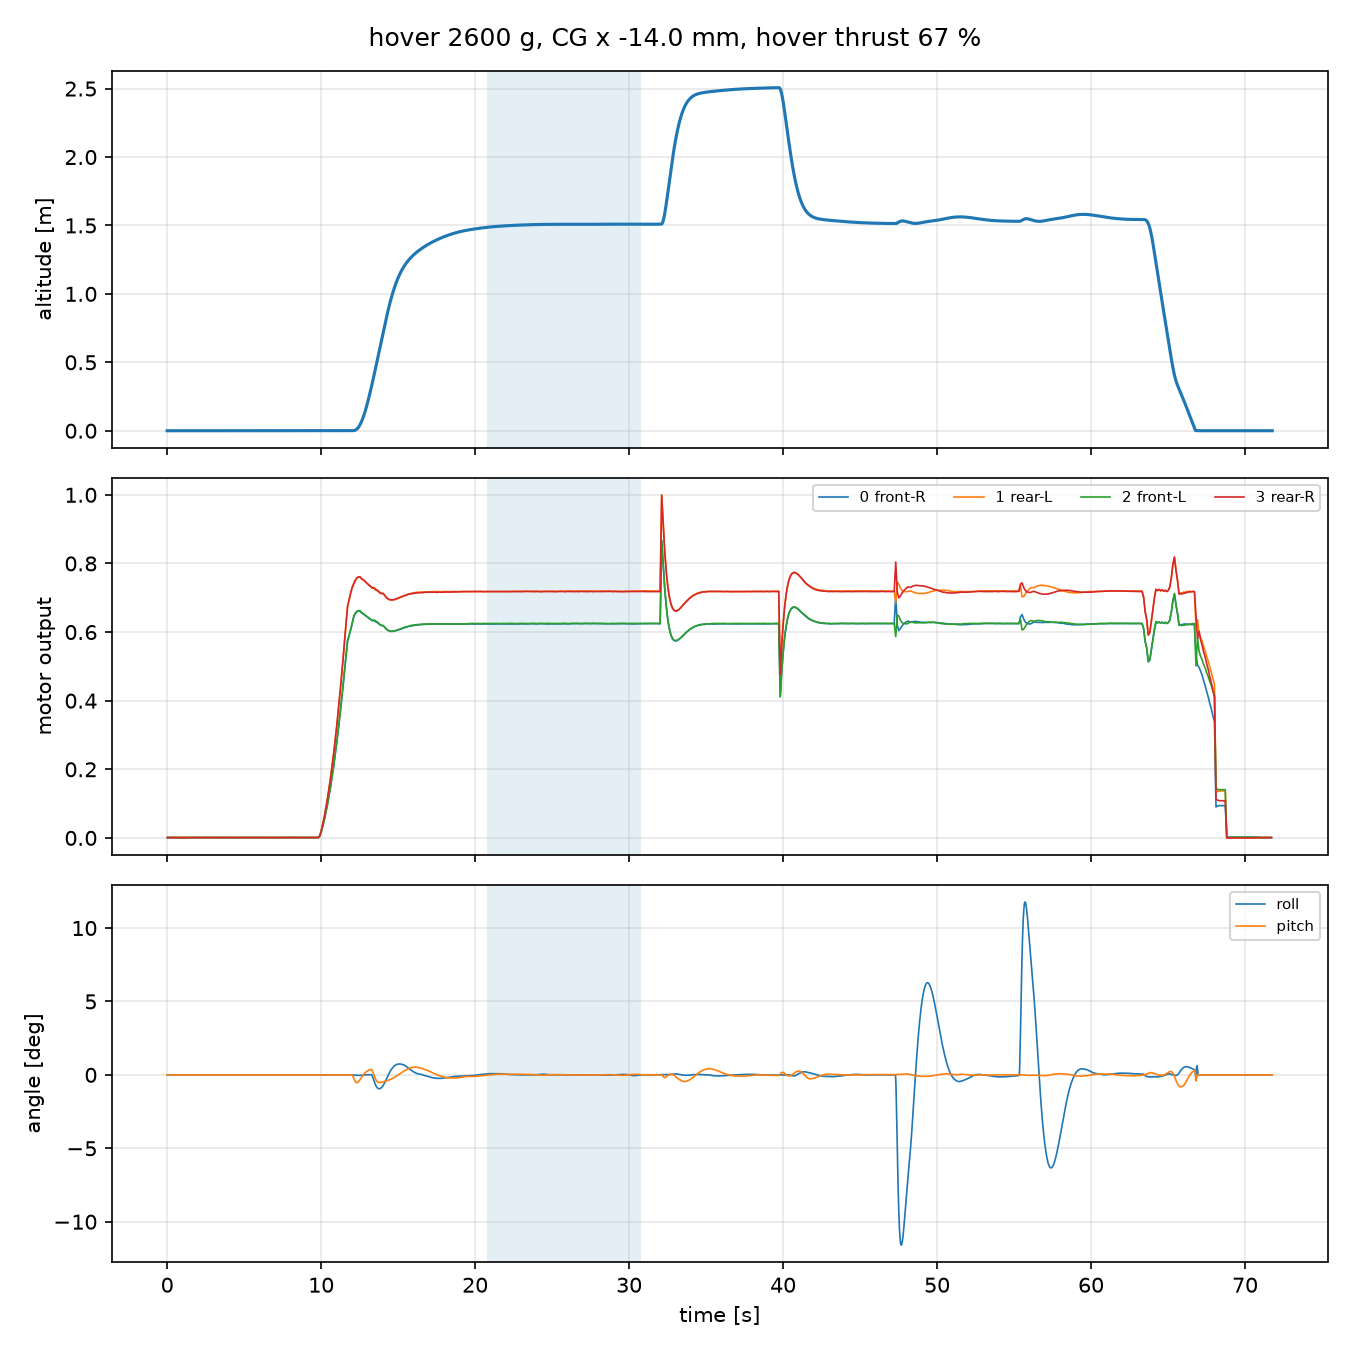 hover 2600 g, CG x -14.0 mm, hover thrust 67 %
2.5
2.0
1.5
1.0
0.5
0.0
altitude [m]
0 front-R 1 rear-L 2 front-L 3 rear-R
1.0
0.8
0.6
0.4
0.2
0.0
motor output
roll
pitch
10
5
0
−5
−10
angle [deg]
0 10 20 30 40 50 60 70
time [s]